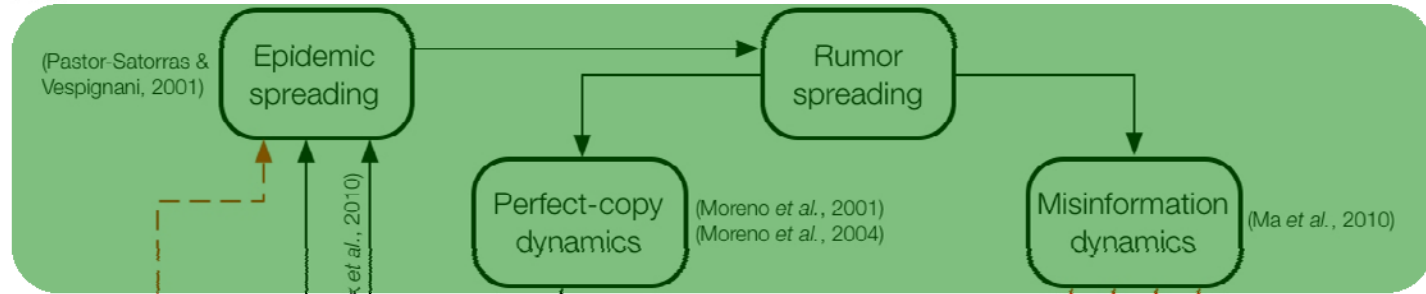 (Pastor-Satorras &
Vespignani, 2001)
Epidemic
spreading
Rumor
spreading
et al., 2010)
Perfect-copy
dynamics
(Moreno et al., 2001)
(Moreno et al., 2004)
Misinformation
dynamics
(Ma et al., 2010)